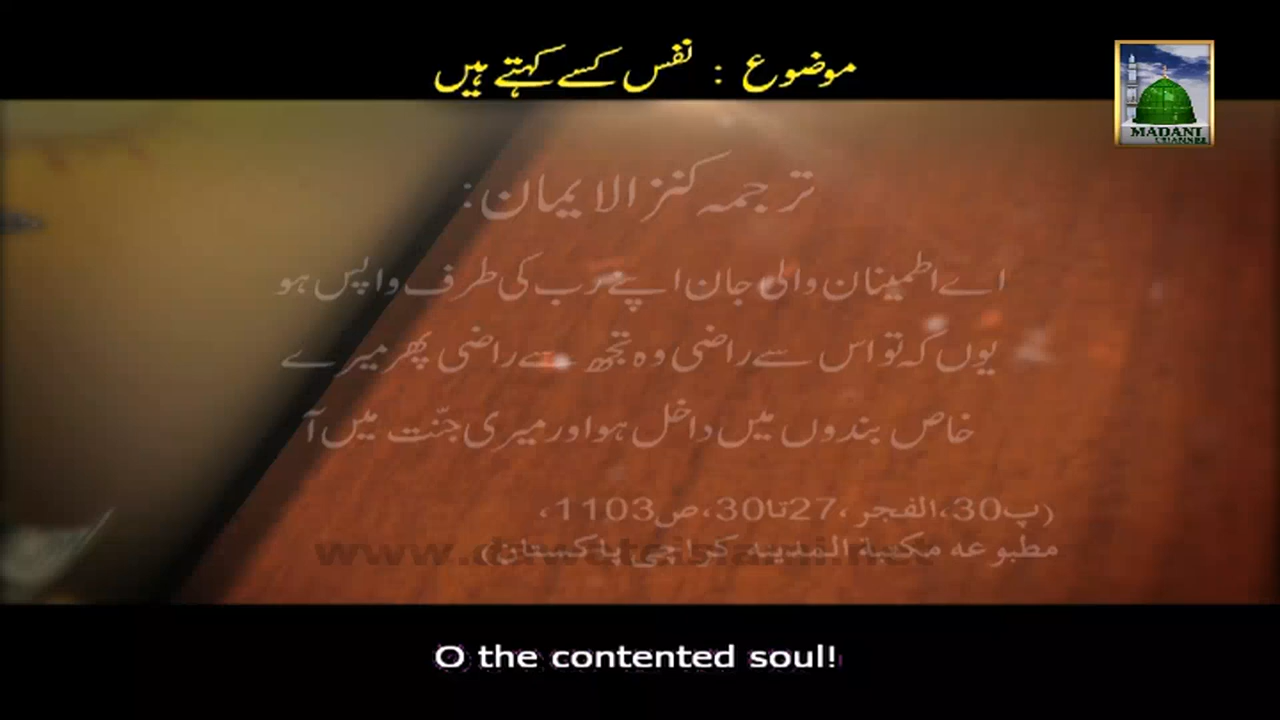 موضوع : نفس کسے کہتے ہیں
MADANI
CHANNEL
ترجمہ کنزالایمان:
اے اطمینان والی جان اپنے رب کی طرف واپس ہو
یوں کہ تو اس سے راضی وہ تجھ سے راضی پھر میرے
خاص بندوں میں داخل ہو اور میری جنّت میں آ
(پ30،الفجر ،27تا30،ص1103،
مطبوعہ مکتبة المدینہ کراچی پاکستان)
www.dawateislami.net
O the contented soul!